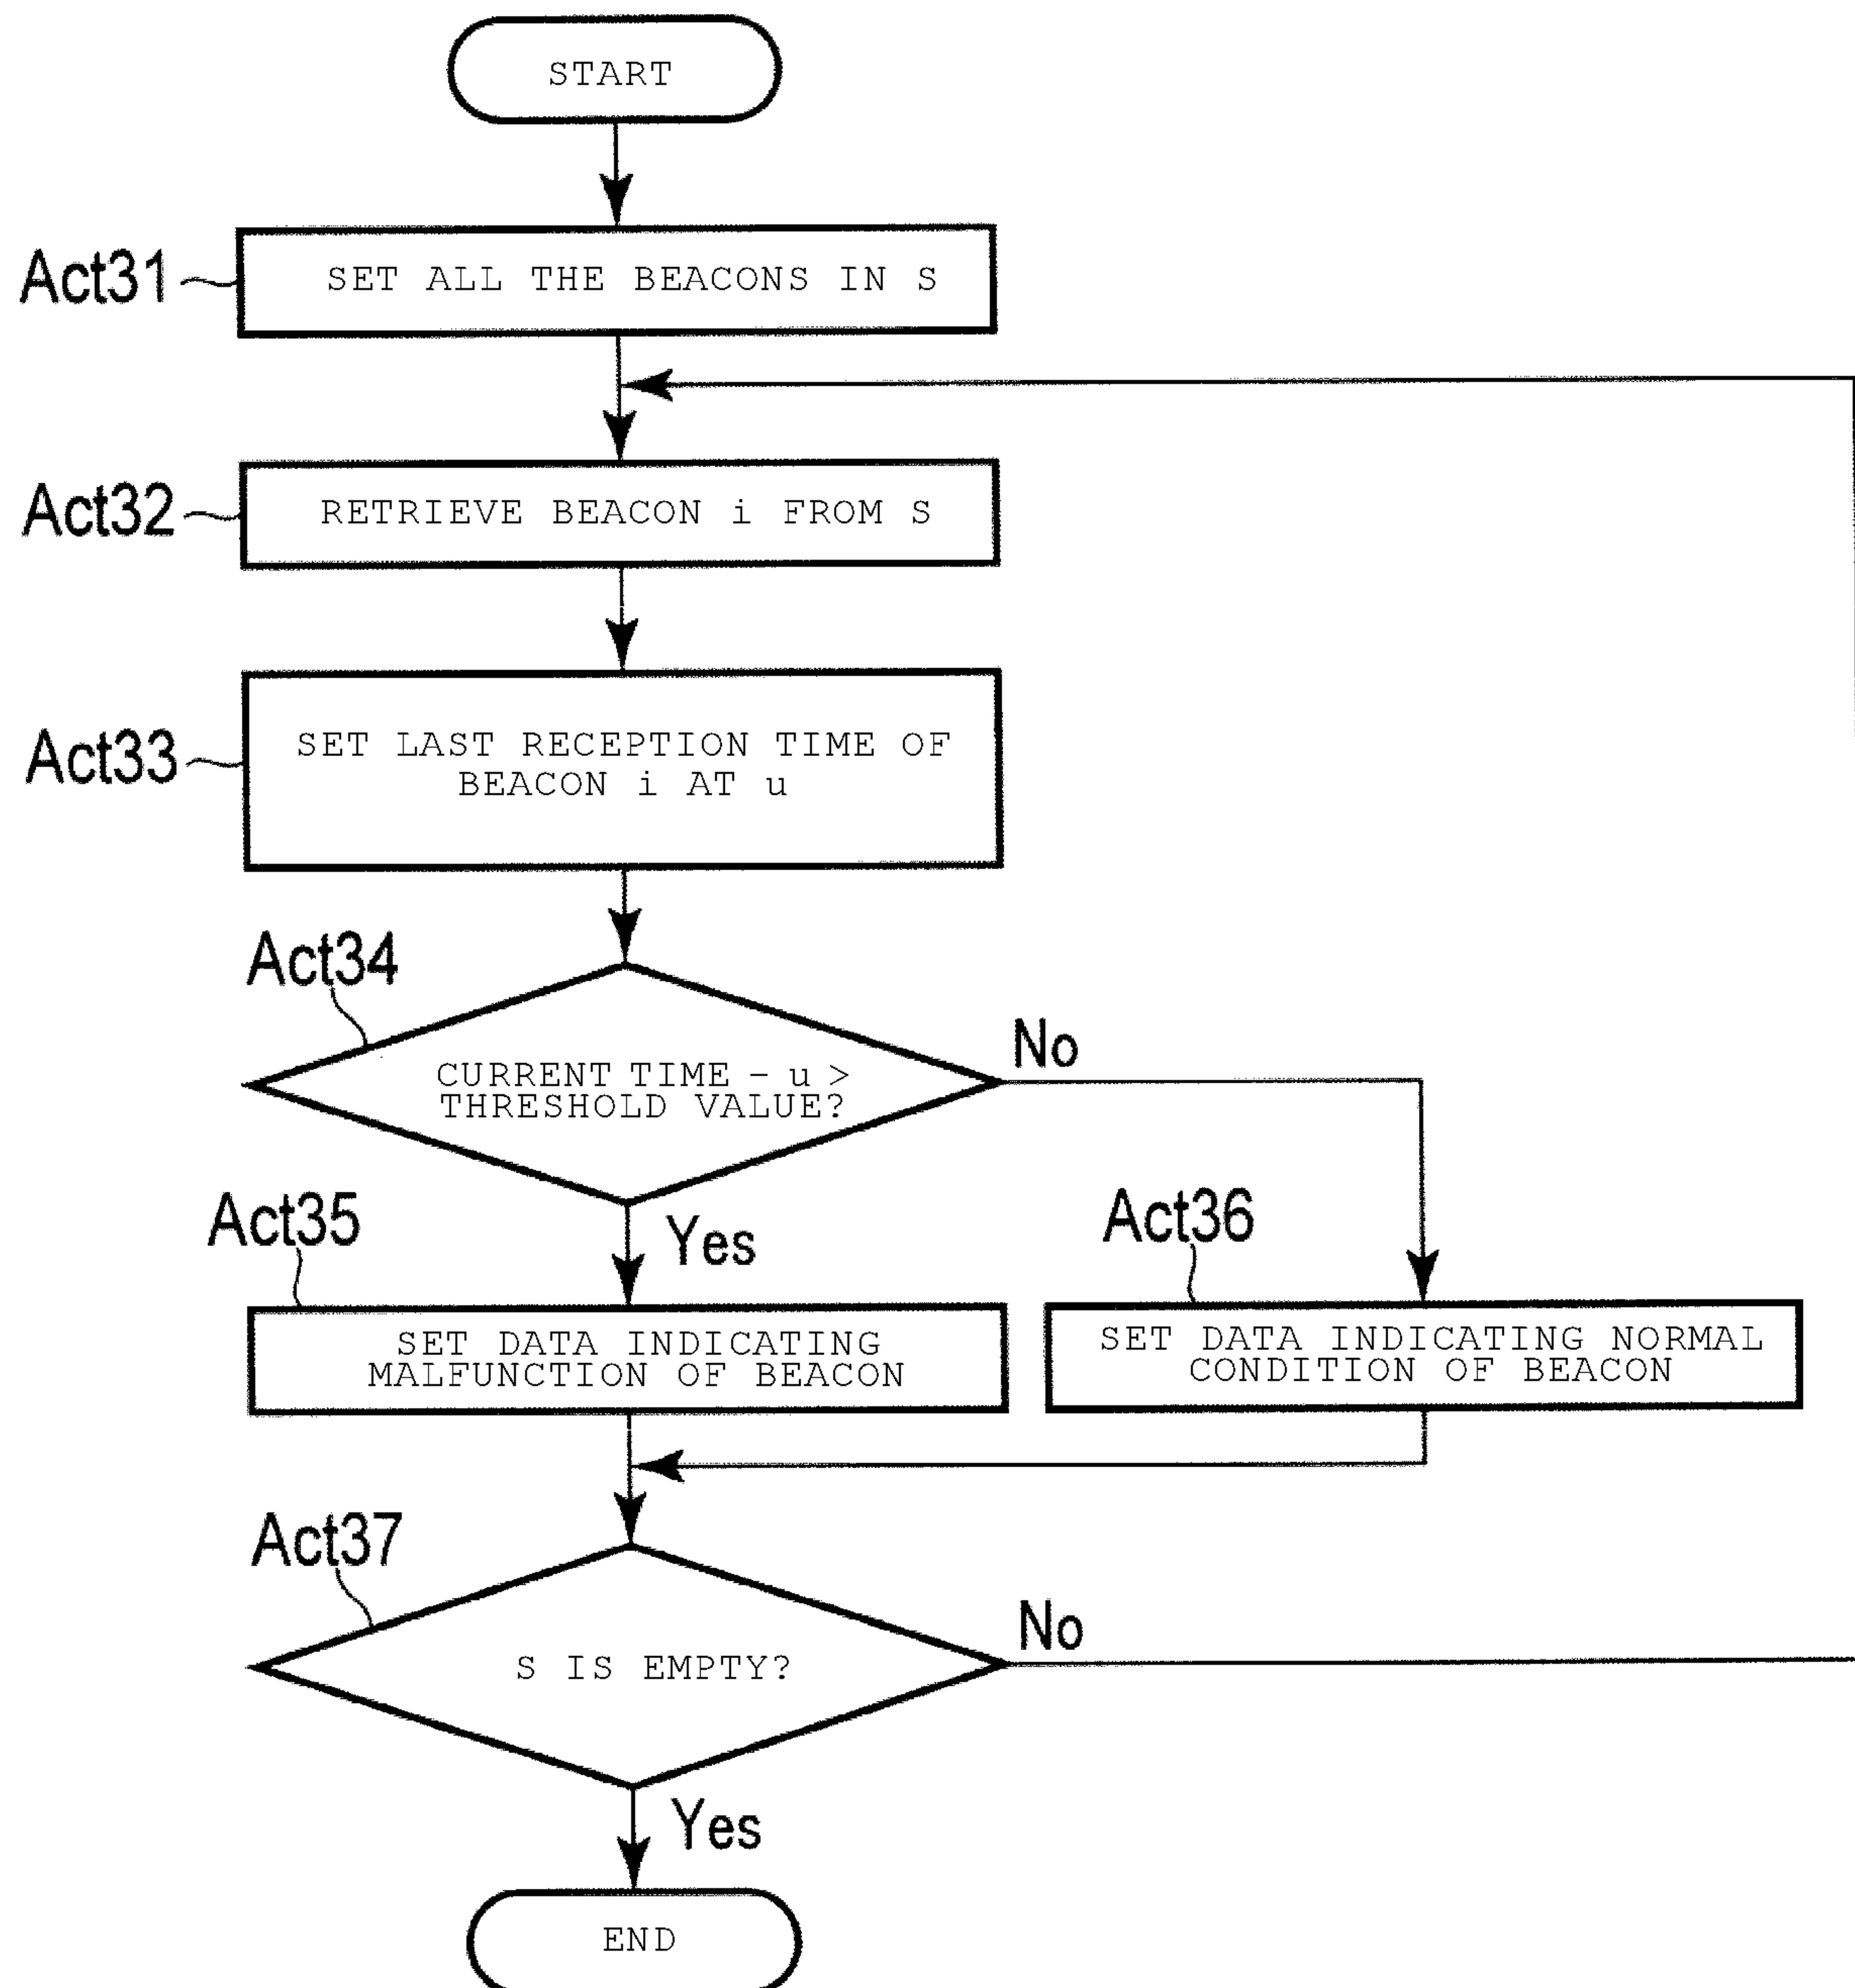 START
Act31
SET ALL THE BEACONS IN S
Act32
RETRIEVE BEACON i FROM S
Act33
SET LAST RECEPTION TIME OF
BEACON i AT u
Act34
CURRENT TIME – u >
THRESHOLD VALUE?
No
Yes
Act35
SET DATA INDICATING
MALFUNCTION OF BEACON
Act36
SET DATA INDICATING NORMAL
CONDITION OF BEACON
Act37
S IS EMPTY?
No
Yes
END